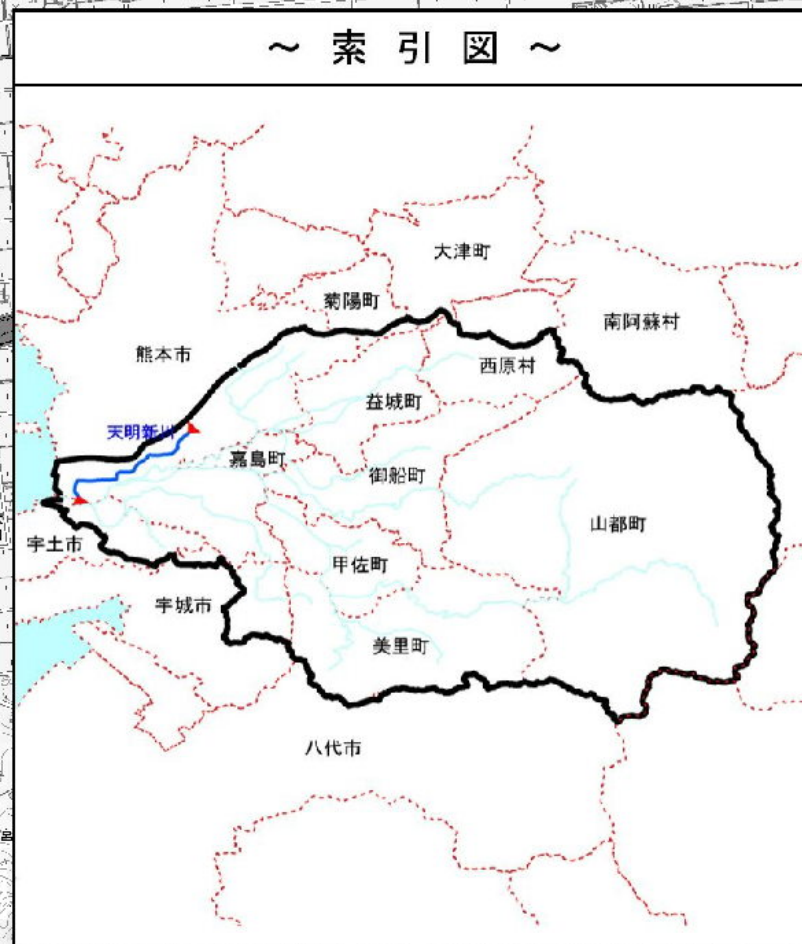 ～ 索 引 図 ～
大津町
菊陽町
南阿蘇村
熊本市
西原村
益城町
天明新川
嘉島町
御船町
山都町
宇土市
甲佐町
宇城市
美里町
八代市